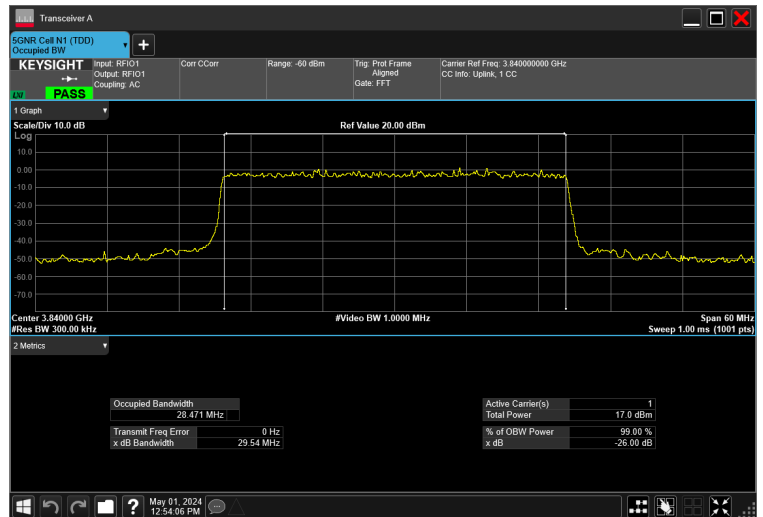 Transceiver A
5GNR Cell N1 (TDD)
Occupied BW
KEYSIGHT
LXI
PASS
Input: RFIO1
Output: RFIO1
Coupling: AC
Corr CCorr
Range: -60 dBm
Trig: Prot Frame
Aligned
Gate: FFT
Carrier Ref Freq: 3.840000000 GHz
CC Info: Uplink, 1 CC
1 Graph
Scale/Div 10.0 dB
Ref Value 20.00 dBm
Log
10.0
0.00
-10.0
-20.0
-30.0
-40.0
-50.0
-60.0
-70.0
Center 3.84000 GHz
#Video BW 1.0000 MHz
Span 60 MHz
#Res BW 300.00 kHz
Sweep 1.00 ms (1001 pts)
2 Metrics
Occupied Bandwidth
28.471 MHz
Transmit Freq Error 0 Hz
x dB Bandwidth 29.54 MHz
Active Carrier(s) 1
Total Power 17.0 dBm
% of OBW Power 99.00 %
x dB -26.00 dB
May 01, 2024
12:54:06 PM